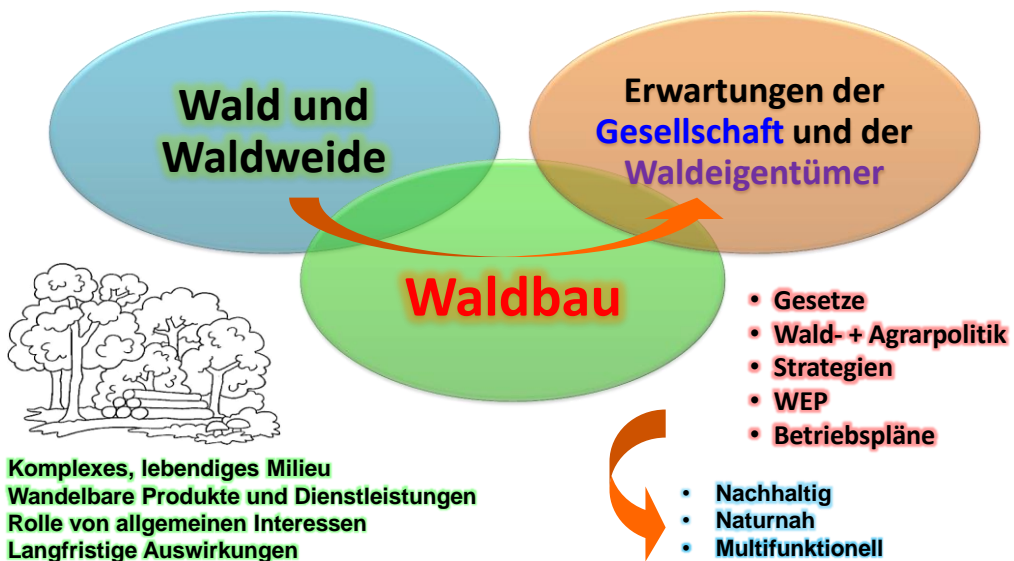 Wald und
Waldweide
Erwartungen der
Gesellschaft und der
Waldeigentümer
Waldbau
• Gesetze
• Wald- + Agrarpolitik
• Strategien
• WEP
• Betriebspläne
Komplexes, lebendiges Milieu
Wandelbare Produkte und Dienstleistungen
Rolle von allgemeinen Interessen
Langfristige Auswirkungen
• Nachhaltig
• Naturnah
• Multifunktionell